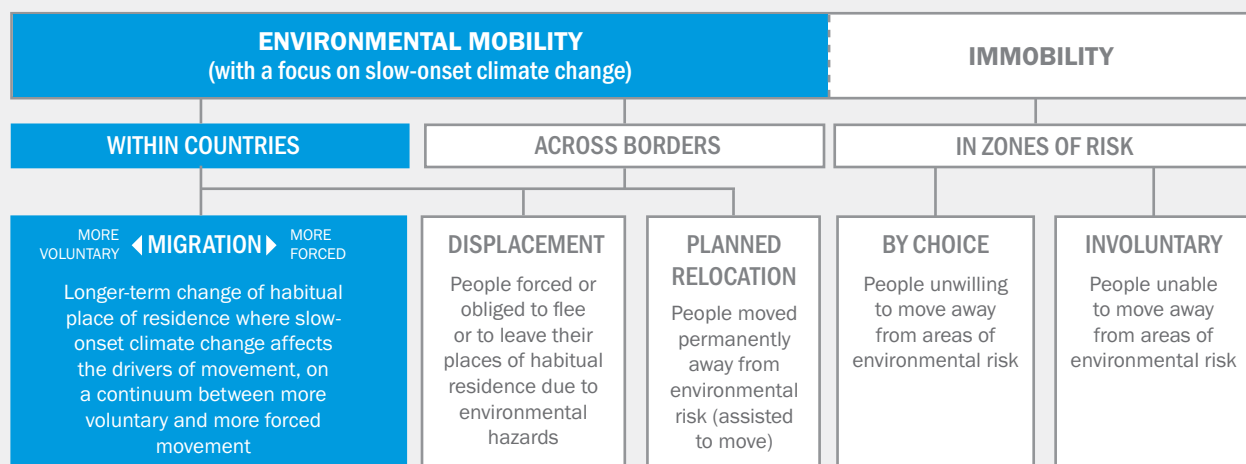 ENVIRONMENTAL MOBILITY
(with a focus on slow-onset climate change)
IMMOBILITY
WITHIN COUNTRIES
ACROSS BORDERS
IN ZONES OF RISK
MORE
VOLUNTARY
MIGRATION
MORE
FORCED
Longer-term change of habitual
place of residence where slow-
onset climate change affects
the drivers of movement, on
a continuum between more
voluntary and more forced
movement
DISPLACEMENT
People forced or
obliged to flee
or to leave their
places of habitual
residence due to
environmental
hazards
PLANNED
RELOCATION
People moved
permanently
away from
environmental
risk (assisted
to move)
BY CHOICE
People unwilling
to move away
from areas of
environmental risk
INVOLUNTARY
People unable
to move away
from areas of
environmental risk